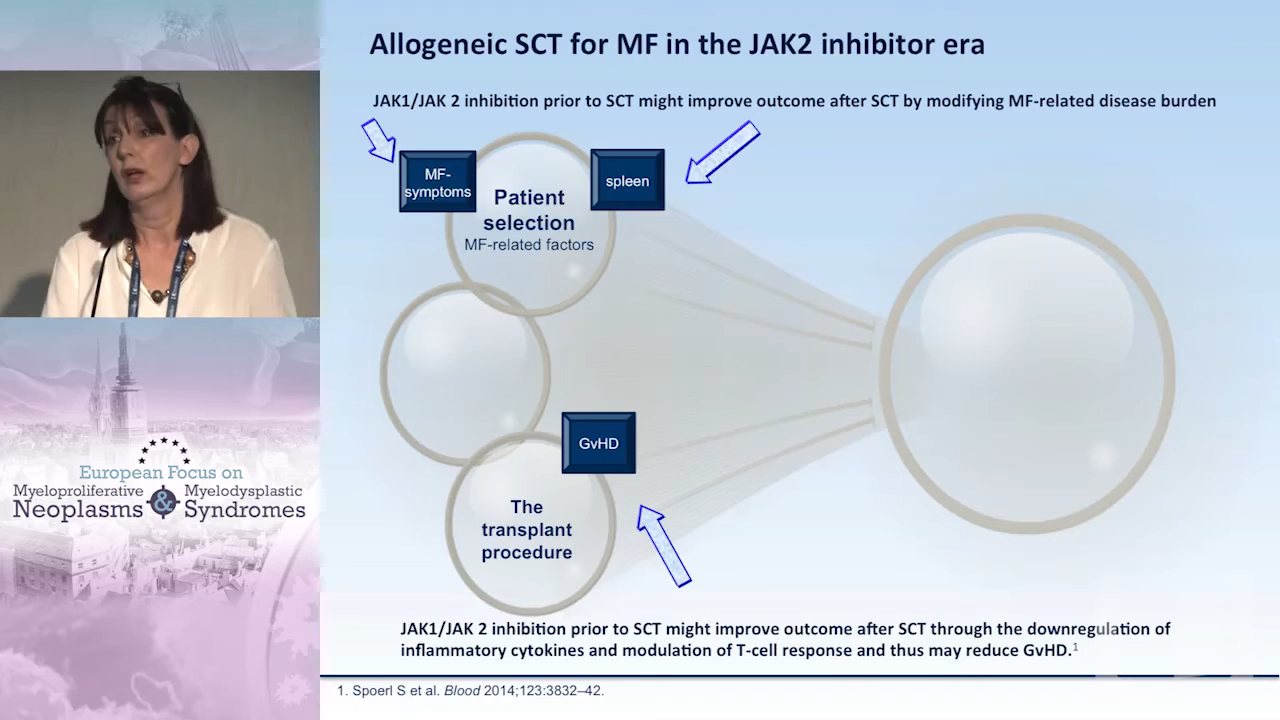 Allogeneic SCT for MF in the JAK2 inhibitor era
JAK1/JAK 2 inhibition prior to SCT might improve outcome after SCT by modifying MF-related disease burden
MF-
symptoms
spleen
Patient
selection
MF-related factors
GvHD
The
transplant
procedure
JAK1/JAK 2 inhibition prior to SCT might improve outcome after SCT through the downregulation of
inflammatory cytokines and modulation of T-cell response and thus may reduce GvHD.1
1. Spoerl S et al. Blood 2014;123:3832–42.
European Focus on
Myeloproliferative Myelodysplastic
Neoplasms & Syndromes